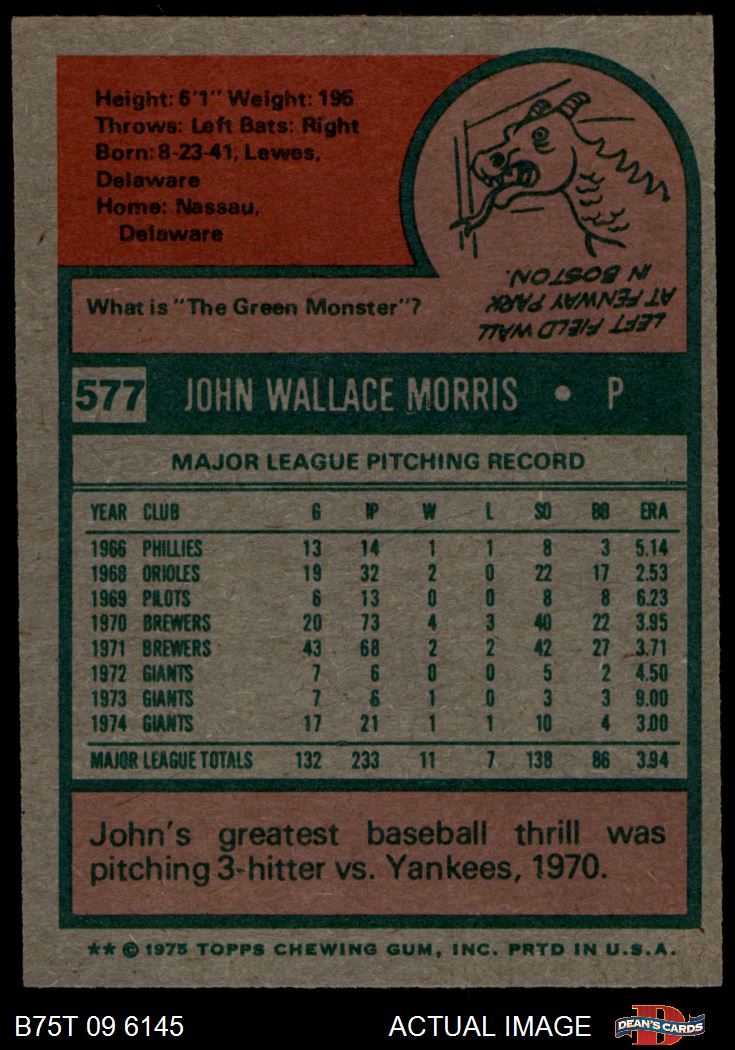 Height: 6'1" Weight: 195
Throws: Left Bats: Right
Born: 8-23-41, Lewes,
Delaware
Home: Nassau,
Delaware
What is "The Green Monster"?
LEFT FIELD WALL
AT FENWAY PARK
IN BOSTON.
577 JOHN WALLACE MORRIS • P
MAJOR LEAGUE PITCHING RECORD
YEAR CLUB G IP W L SO BB ERA
1966 PHILLIES 13 14 1 1 8 3 5.14
1968 ORIOLES 19 32 2 0 22 17 2.53
1969 PILOTS 6 13 0 0 8 8 6.23
1970 BREWERS 20 73 4 3 40 22 3.95
1971 BREWERS 43 68 2 2 42 27 3.71
1972 GIANTS 7 6 0 0 5 2 4.50
1973 GIANTS 7 6 1 0 3 3 9.00
1974 GIANTS 17 21 1 1 10 4 3.00
MAJOR LEAGUE TOTALS 132 233 11 7 138 86 3.94
John's greatest baseball thrill was
pitching 3-hitter vs. Yankees, 1970.
** © 1975 TOPPS CHEWING GUM, INC. PRTD IN U.S.A.
B75T 09 6145 ACTUAL IMAGE D DEAN'S CARDS